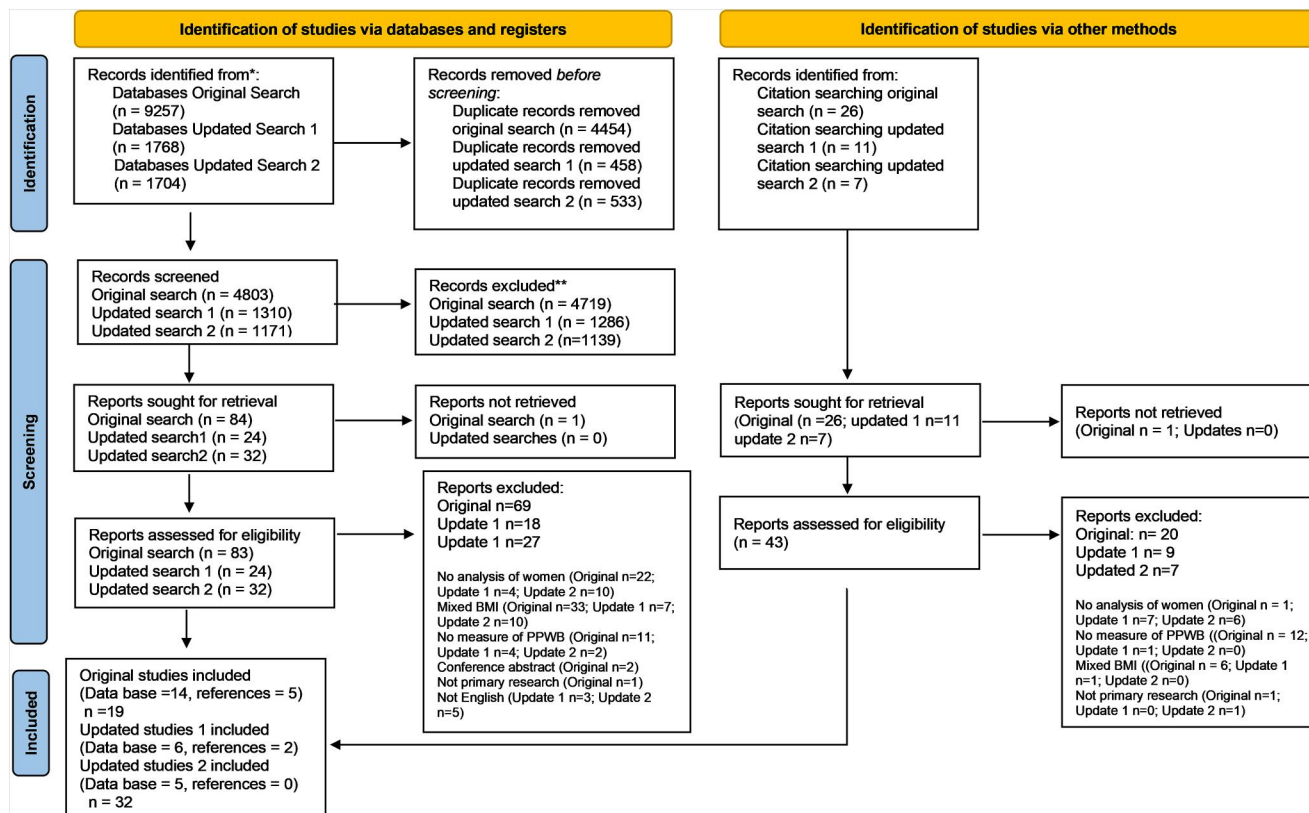 Identification of studies via databases and registers
Identification of studies via other methods
Identification
Records identified from*:
Databases Original Search
(n = 9257)
Databases Updated Search 1
(n = 1768)
Databases Updated Search 2
(n = 1704)
Records removed before
screening:
Duplicate records removed
original search (n = 4454)
Duplicate records removed
updated search 1 (n = 458)
Duplicate records removed
updated search 2 (n = 533)
Records identified from:
Citation searching original
search (n = 26)
Citation searching updated
search 1 (n = 11)
Citation searching updated
search 2 (n = 7)
Screening
Records screened
Original search (n = 4803)
Updated search 1 (n = 1310)
Updated search 2 (n = 1171)
Records excluded**
Original search (n = 4719)
Updated search 1 (n = 1286)
Updated search 2 (n=1139)
Reports sought for retrieval
Original search (n = 84)
Updated search1 (n = 24)
Updated search2 (n = 32)
Reports not retrieved
Original search (n = 1)
Updated searches (n = 0)
Reports sought for retrieval
(Original (n =26; updated 1 n=11
update 2 n=7)
Reports not retrieved
(Original n = 1; Updates n=0)
Reports assessed for eligibility
Original search (n = 83)
Updated search 1 (n = 24)
Updated search 2 (n = 32)
Reports excluded:
Original n=69
Update 1 n=18
Update 1 n=27
No analysis of women (Original n=22;
Update 1 n=4; Update 2 n=10)
Mixed BMI (Original n=33; Update 1 n=7;
Update 2 n=10)
No measure of PPWB (Original n=11;
Update 1 n=4; Update 2 n=2)
Conference abstract (Original n=2)
Not primary research (Original n=1)
Not English (Update 1 n=3; Update 2
n=5)
Reports assessed for eligibility
(n = 43)
Reports excluded:
Original: n= 20
Update 1 n= 9
Updated 2 n=7
No analysis of women (Original n = 1;
Update 1 n=7; Update 2 n=6)
No measure of PPWB ((Original n = 12;
Update 1 n=1; Update 2 n=0)
Mixed BMI ((Original n = 6; Update 1
n=1; Update 2 n=0)
Not primary research (Original n=1;
Update 1 n=0; Update 2 n=1)
Included
Original studies included
(Data base =14, references = 5)
n =19
Updated studies 1 included
(Data base = 6, references = 2)
Updated studies 2 included
(Data base = 5, references = 0)
n = 32